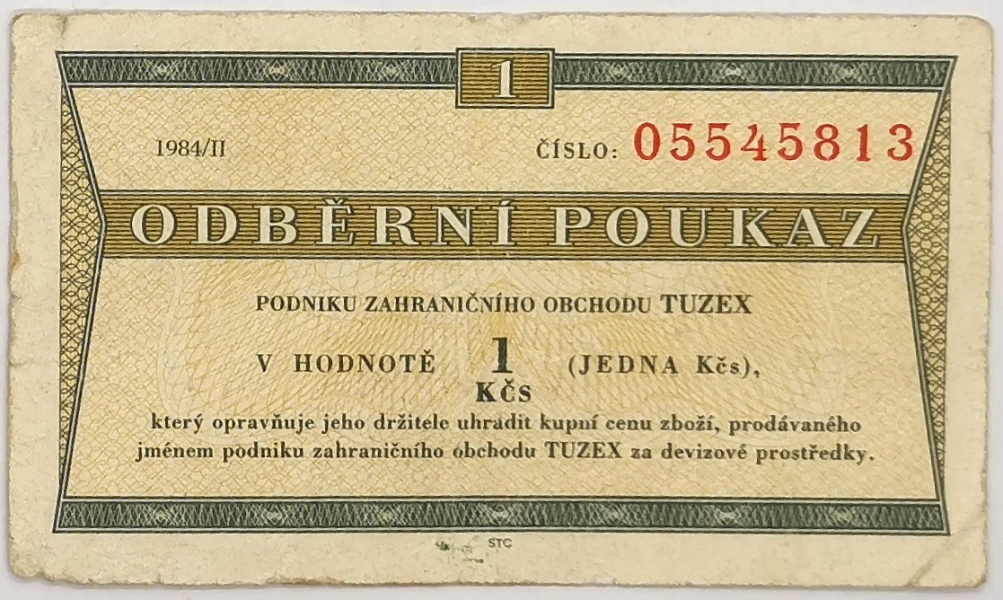 1
1984/II ČÍSLO: 05545813
ODBĚRNÍ POUKAZ
PODNIKU ZAHRANIČNÍHO OBCHODU TUZEX
V HODNOTĚ 1 (JEDNA Kčs),
KČS
který opravňuje jeho držitele uhradit kupní cenu zboží, prodávaného
jménem podniku zahraničního obchodu TUZEX za devizové prostředky.
STC